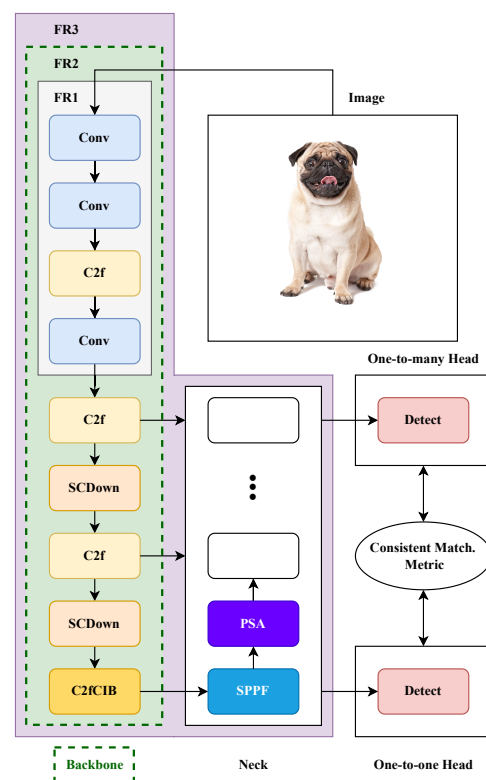 FR3
FR2
FR1
Image
Conv
Conv
C2f
Conv
One-to-many Head
C2f
Detect
SCDown
C2f
Consistent Match.
Metric
SCDown
PSA
C2fCIB
SPPF
Detect
Backbone
Neck
One-to-one Head